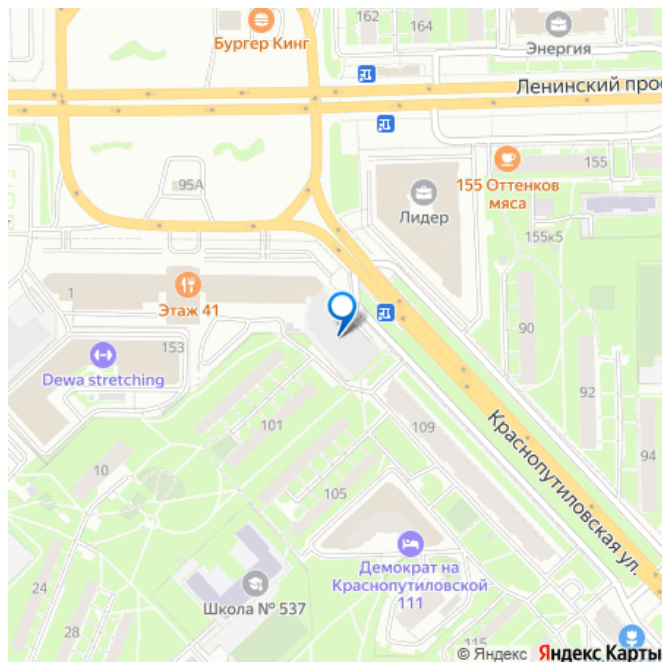 162
164
Энергия
Бургер Кинг
Ленинский прос
155
155 Оттенков
мяса
95А
Лидер
155к5
1
Этаж 41
90
153
Dewa stretching
92
101
109
Краснопутиловская ул.
94
10
105
Демократ на
Краснопутиловской
111
24
Школа № 537
28
115
© Яндекс Яндекс Карты